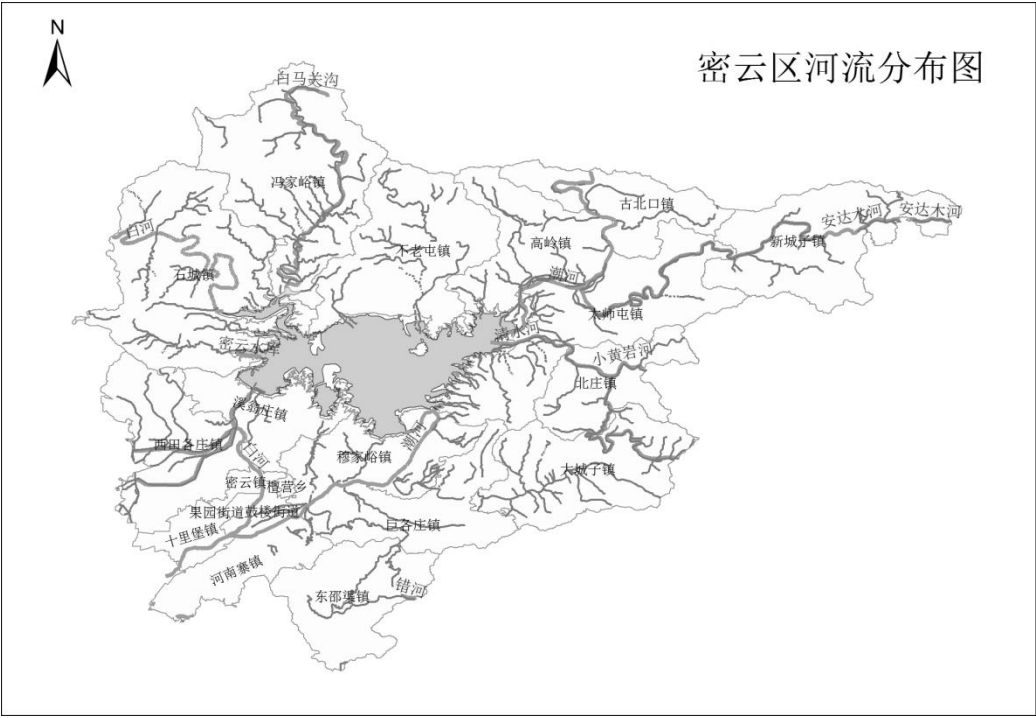 N
密云区河流分布图
白马关沟
冯家峪镇
古北口镇
安达木河
安达木河
白河
不老屯镇
高岭镇
新城子镇
石城镇
潮河
太师屯镇
清水河
密云水库
小黄岩河
北庄镇
溪翁庄镇
西田各庄镇
白河
潮河
穆家峪镇
大城子镇
密云镇
檀营乡
果园街道
鼓楼街道
巨各庄镇
十里堡镇
河南寨镇
东邵渠镇
错河